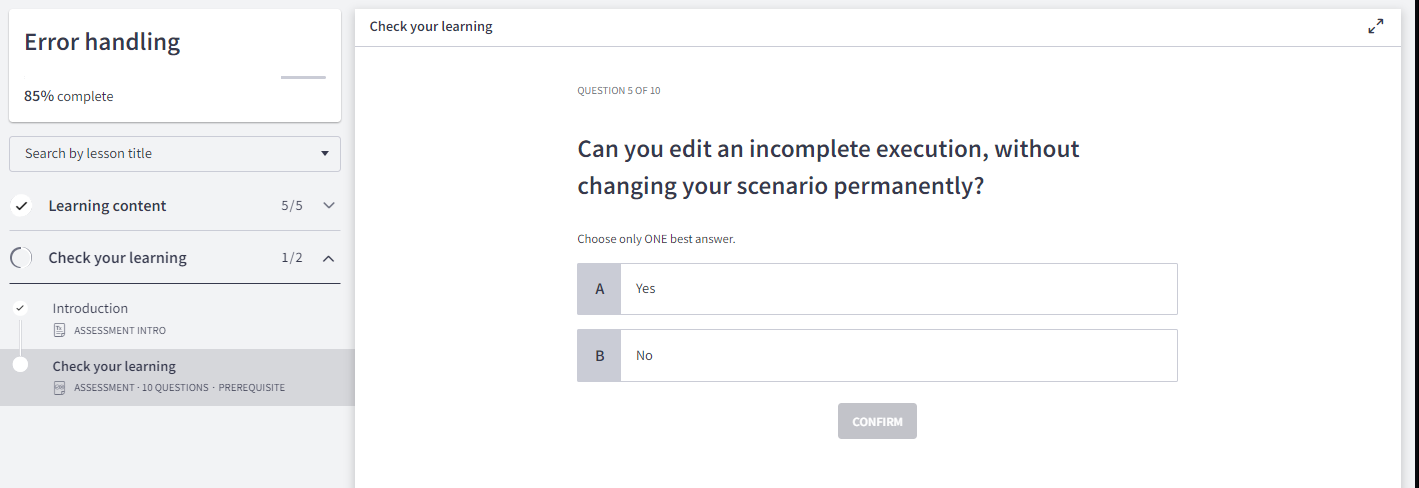 Error handling
85% complete
Search by lesson title
Learning content 5/5
Check your learning 1/2
Introduction
ASSESSMENT INTRO
Check your learning
ASSESSMENT · 10 QUESTIONS · PREREQUISITE
Check your learning
QUESTION 5 OF 10
Can you edit an incomplete execution, without
changing your scenario permanently?
Choose only ONE best answer.
A Yes
B No
CONFIRM